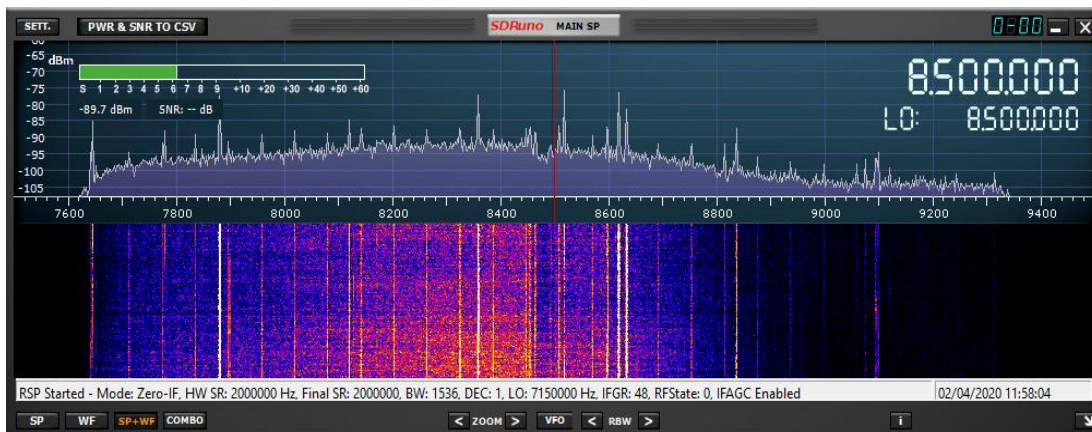 SETT. PWR & SNR TO CSV SDRuno MAIN SP 0-00
60
-65 dBm
-70
-75
-80
-85
-90
-95
-100
-105
S 1 2 3 4 5 6 7 8 9 +10 +20 +30 +40 +50 +60
-89.7 dBm SNR: -- dB
8.500.000
LO: 8.500.000
7600 7800 8000 8200 8400 8600 8800 9000 9200 9400
RSP Started - Mode: Zero-IF, HW SR: 2000000 Hz, Final SR: 2000000, BW: 1536, DEC: 1, LO: 7150000 Hz, IFGR: 48, RFState: 0, IFAGC Enabled 02/04/2020 11:58:04
SP WF SP+WF COMBO < ZOOM > VFO < RBW > i